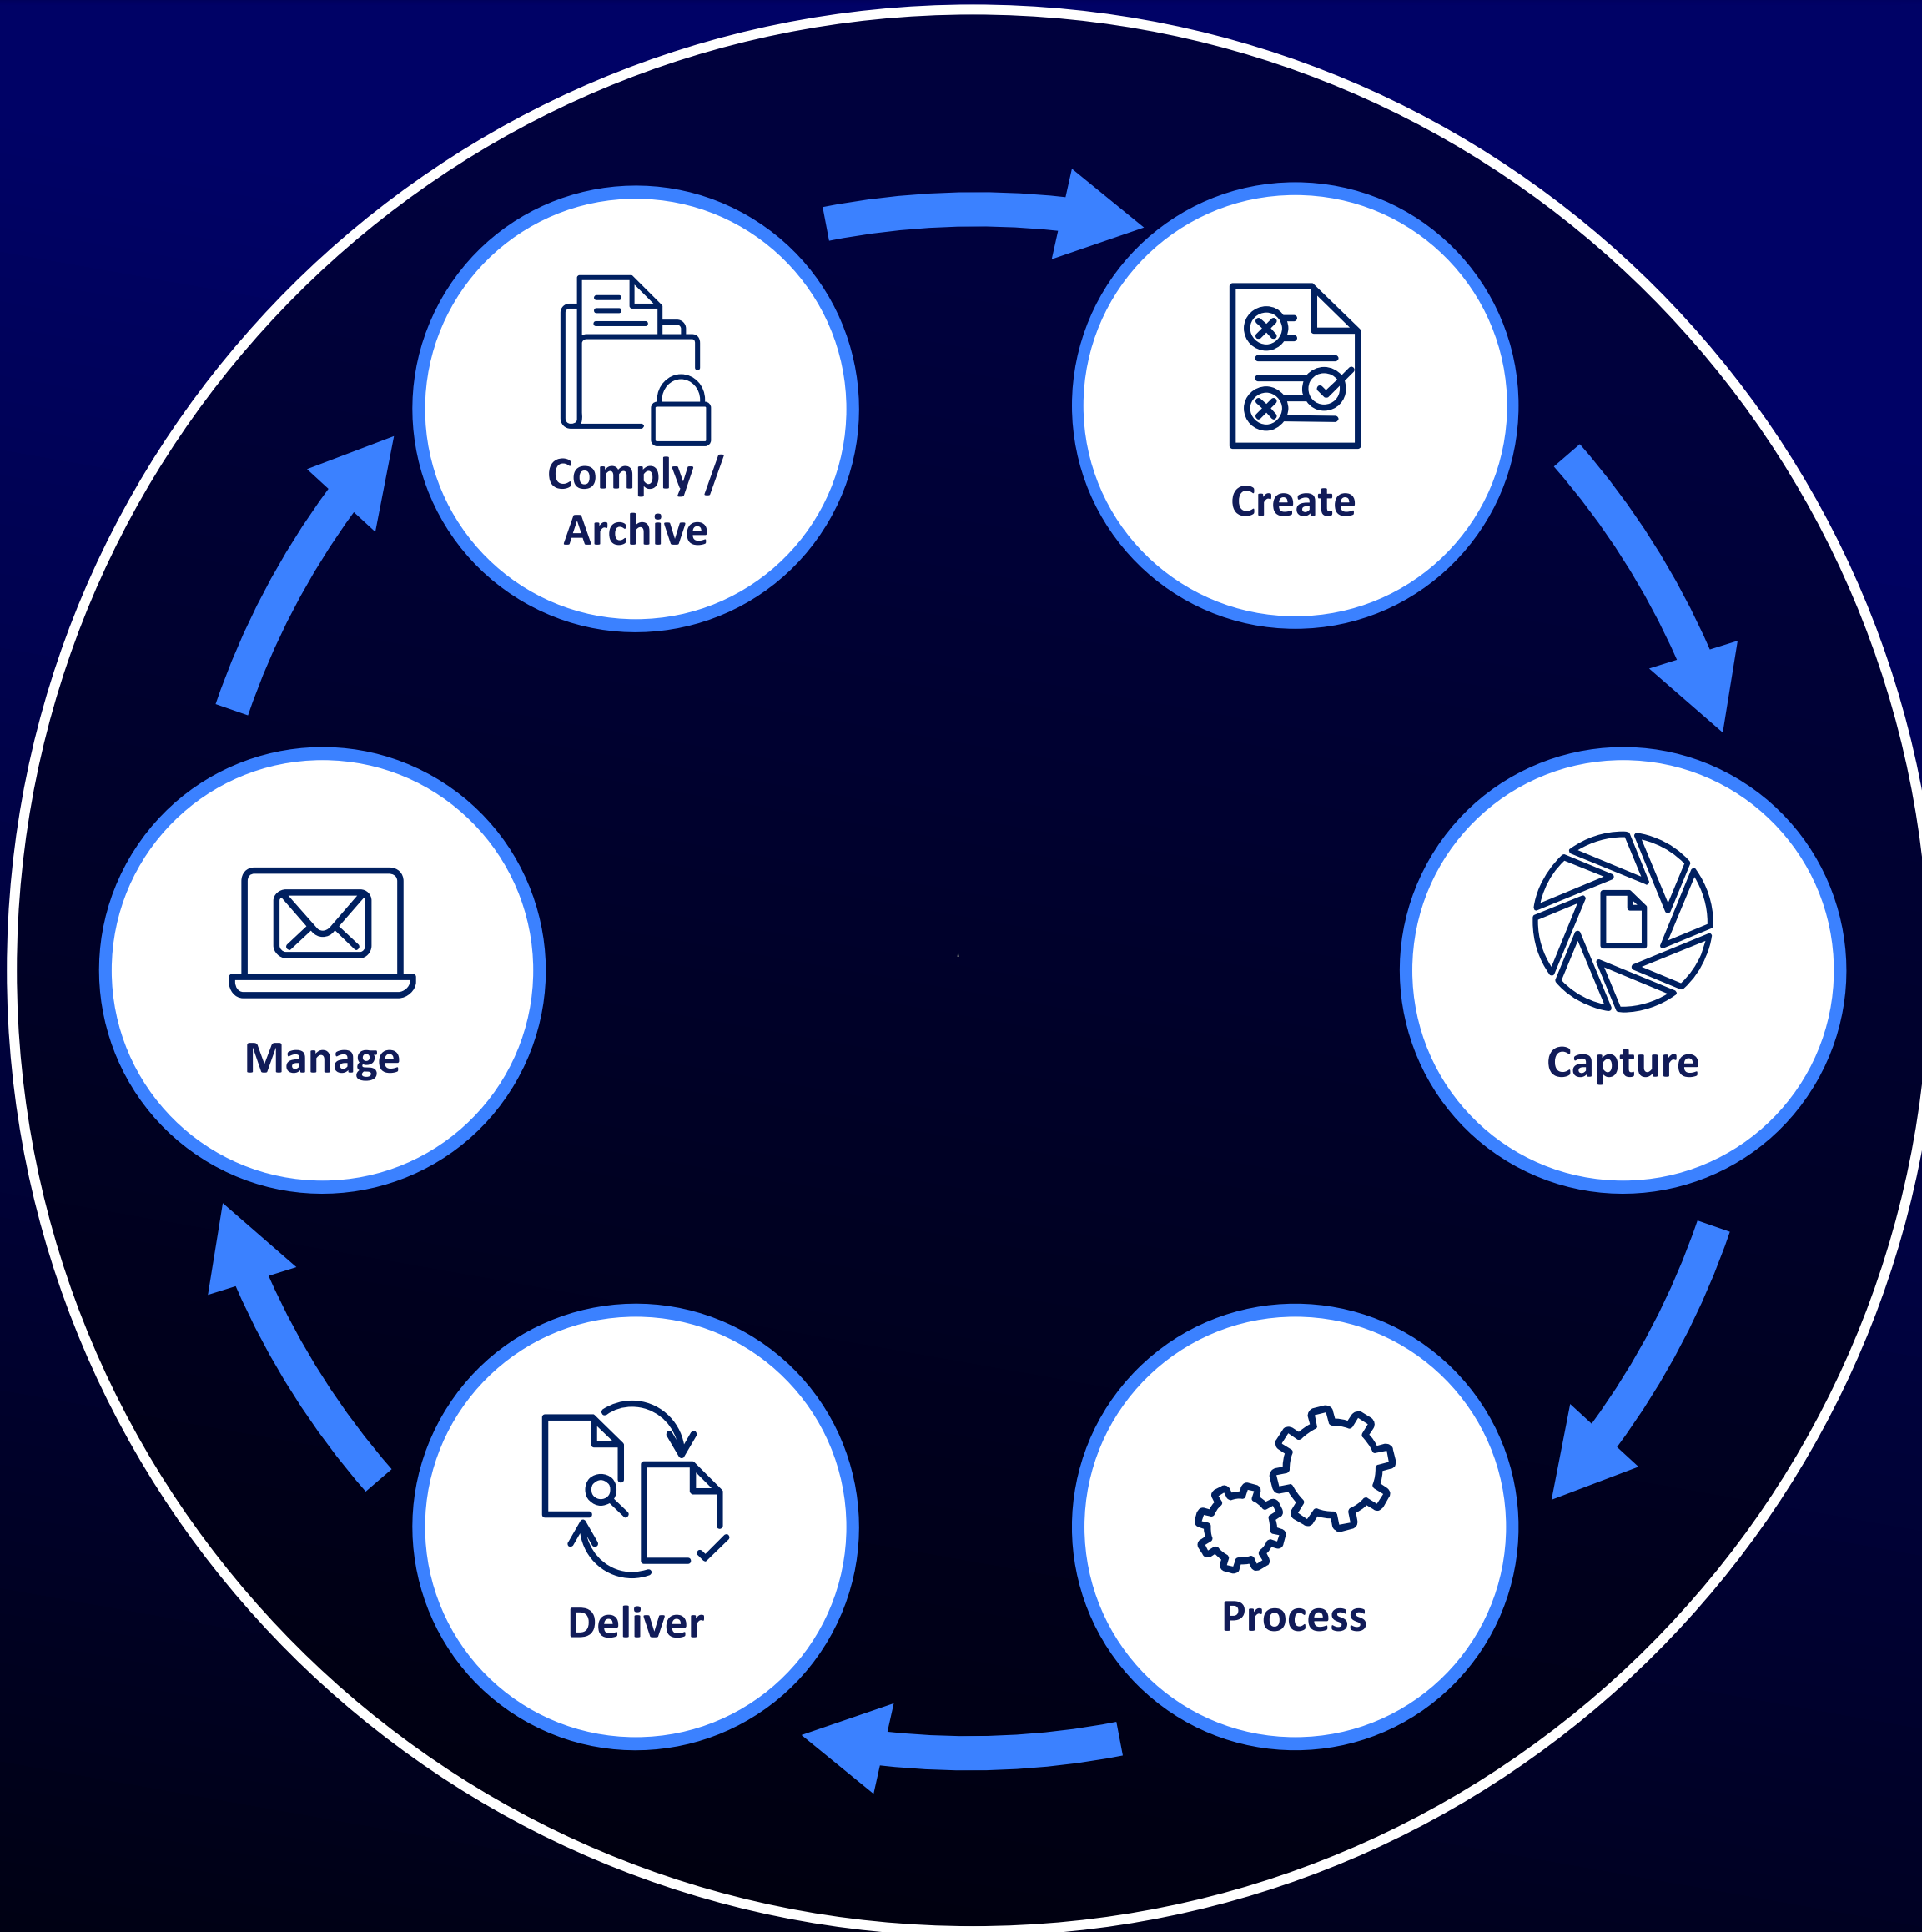 Comply /
Archive
Create
Capture
Process
Deliver
Manage